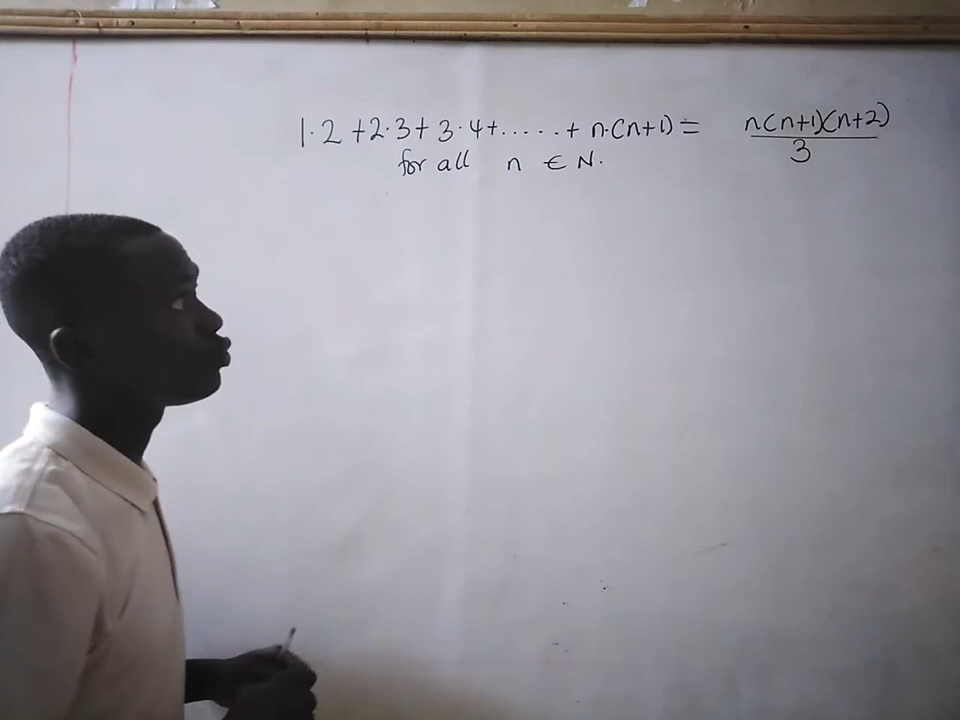 1·2 +2·3+ 3·4+.....+ n·(n+1) = n(n+1)(n+2)/3
for all n ∈ N.